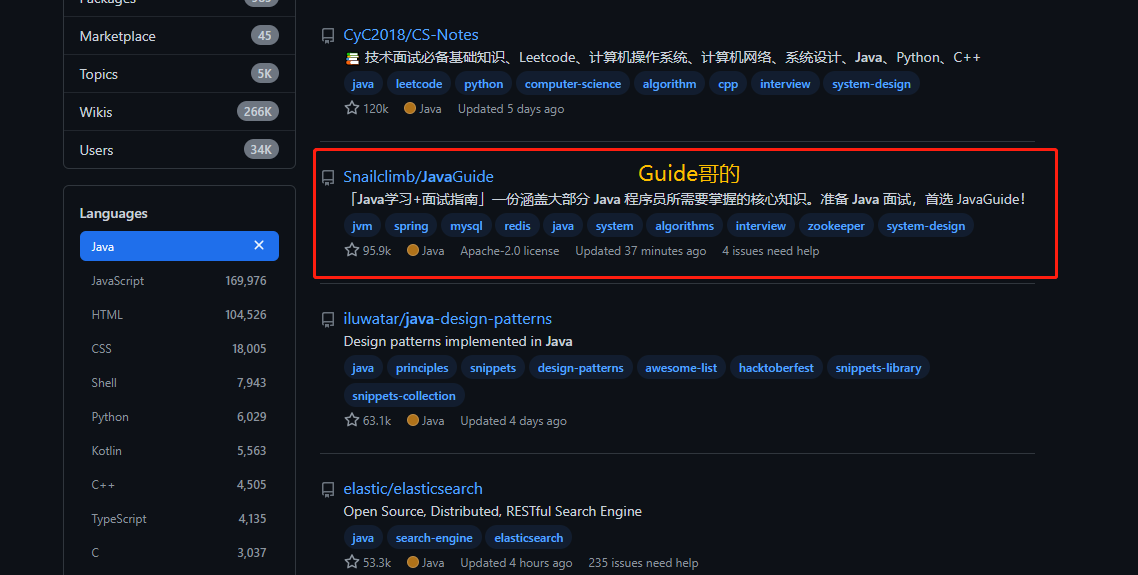 Packages
Marketplace 45
Topics 5K
Wikis 266K
Users 34K
Languages
Java ✕
JavaScript 169,976
HTML 104,526
CSS 18,005
Shell 7,943
Python 6,029
Kotlin 5,563
C++ 4,505
TypeScript 4,135
C 3,037
CyC2018/CS-Notes
📚 技术面试必备基础知识、Leetcode、计算机操作系统、计算机网络、系统设计、Java、Python、C++
java leetcode python computer-science algorithm cpp interview system-design
120k Java Updated 5 days ago
Snailclimb/JavaGuide
Guide哥的
「Java学习+面试指南」一份涵盖大部分 Java 程序员所需要掌握的核心知识。准备 Java 面试，首选 JavaGuide！
jvm spring mysql redis java system algorithms interview zookeeper system-design
95.9k Java Apache-2.0 license Updated 37 minutes ago 4 issues need help
iluwatar/java-design-patterns
Design patterns implemented in Java
java principles snippets design-patterns awesome-list hacktoberfest snippets-library
snippets-collection
63.1k Java Updated 4 days ago
elastic/elasticsearch
Open Source, Distributed, RESTful Search Engine
java search-engine elasticsearch
53.3k Java Updated 4 hours ago 235 issues need help